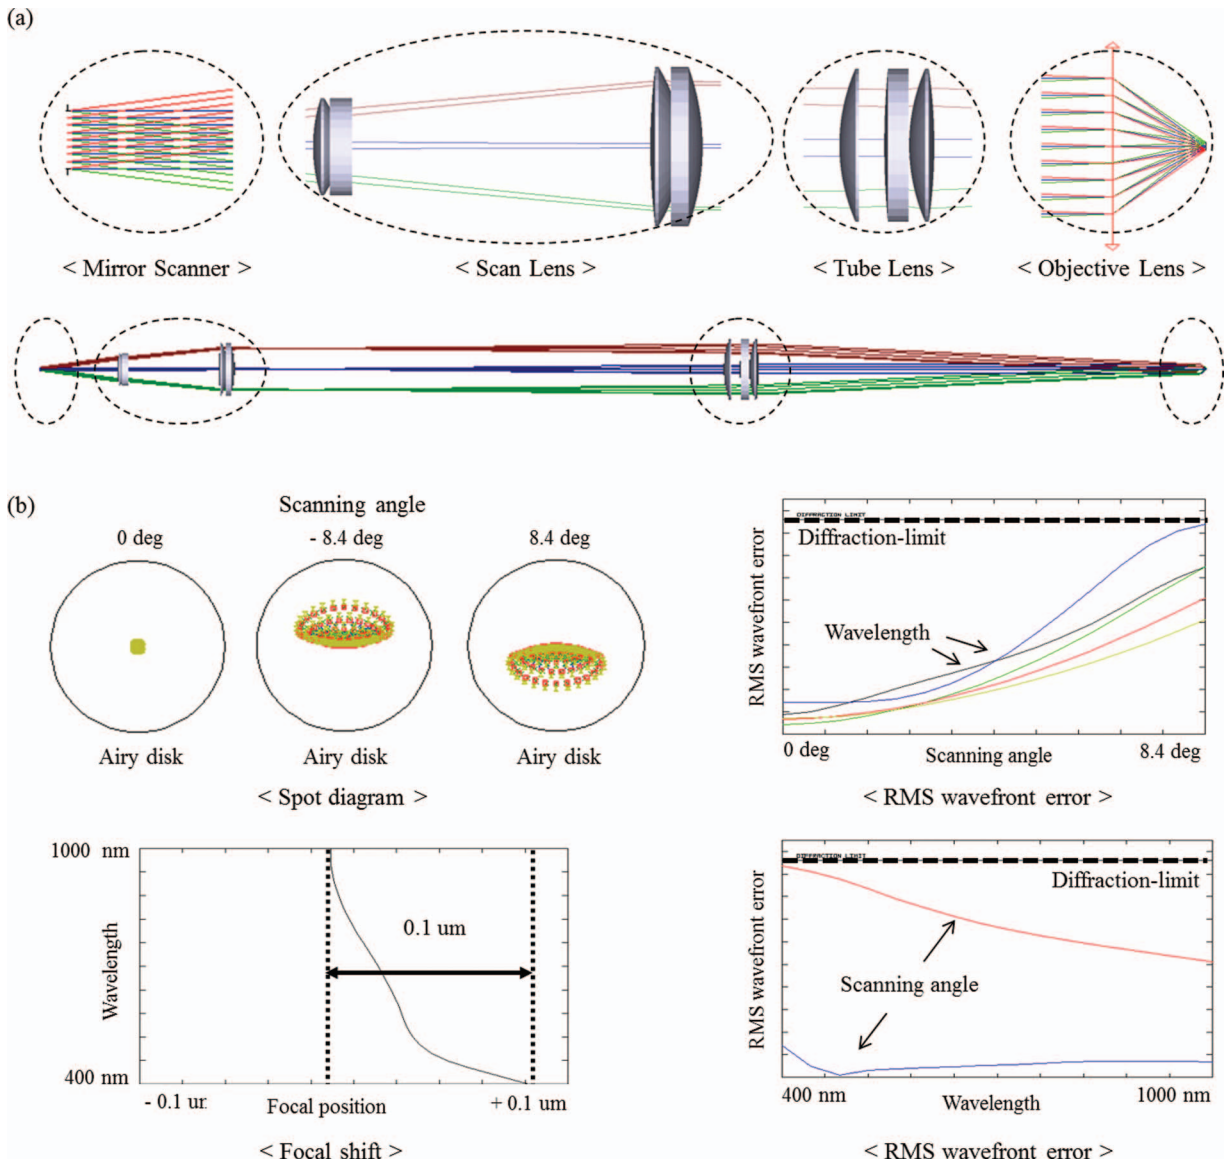 (a)
< Mirror Scanner >
< Scan Lens >
< Tube Lens >
< Objective Lens >
(b)
Scanning angle
0 deg
- 8.4 deg
8.4 deg
Airy disk
Airy disk
Airy disk
< Spot diagram >
RMS wavefront error
DIFFRACTION LIMIT
Diffraction-limit
Wavelength
0 deg
Scanning angle
8.4 deg
< RMS wavefront error >
1000 nm
Wavelength
0.1 um
400 nm
- 0.1 ur
Focal position
+ 0.1 um
< Focal shift >
RMS wavefront error
DIFFRACTION LIMIT
Diffraction-limit
Scanning angle
400 nm
Wavelength
1000 nm
< RMS wavefront error >